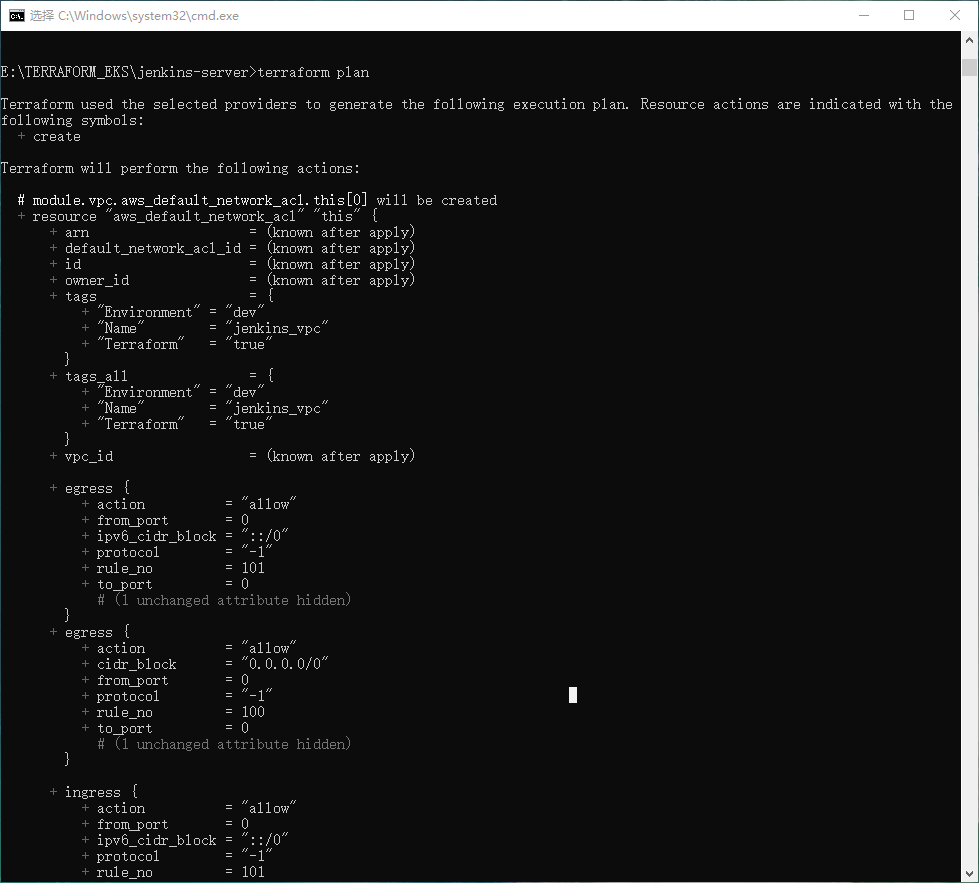 选择 C:\Windows\system32\cmd.exe
E:\TERRAFORM_EKS\jenkins-server>terraform plan
Terraform used the selected providers to generate the following execution plan. Resource actions are indicated with the
following symbols:
  + create
Terraform will perform the following actions:
  # module.vpc.aws_default_network_acl.this[0] will be created
  + resource "aws_default_network_acl" "this" {
      + arn                    = (known after apply)
      + default_network_acl_id = (known after apply)
      + id                     = (known after apply)
      + owner_id               = (known after apply)
      + tags                   = {
          + "Environment" = "dev"
          + "Name"        = "jenkins_vpc"
          + "Terraform"   = "true"
        }
      + tags_all               = {
          + "Environment" = "dev"
          + "Name"        = "jenkins_vpc"
          + "Terraform"   = "true"
        }
      + vpc_id                 = (known after apply)
      + egress {
          + action          = "allow"
          + from_port       = 0
          + ipv6_cidr_block = "::/0"
          + protocol        = "-1"
          + rule_no         = 101
          + to_port         = 0
            # (1 unchanged attribute hidden)
        }
      + egress {
          + action          = "allow"
          + cidr_block      = "0.0.0.0/0"
          + from_port       = 0
          + protocol        = "-1"
          + rule_no         = 100
          + to_port         = 0
            # (1 unchanged attribute hidden)
        }
      + ingress {
          + action          = "allow"
          + from_port       = 0
          + ipv6_cidr_block = "::/0"
          + protocol        = "-1"
          + rule_no         = 101